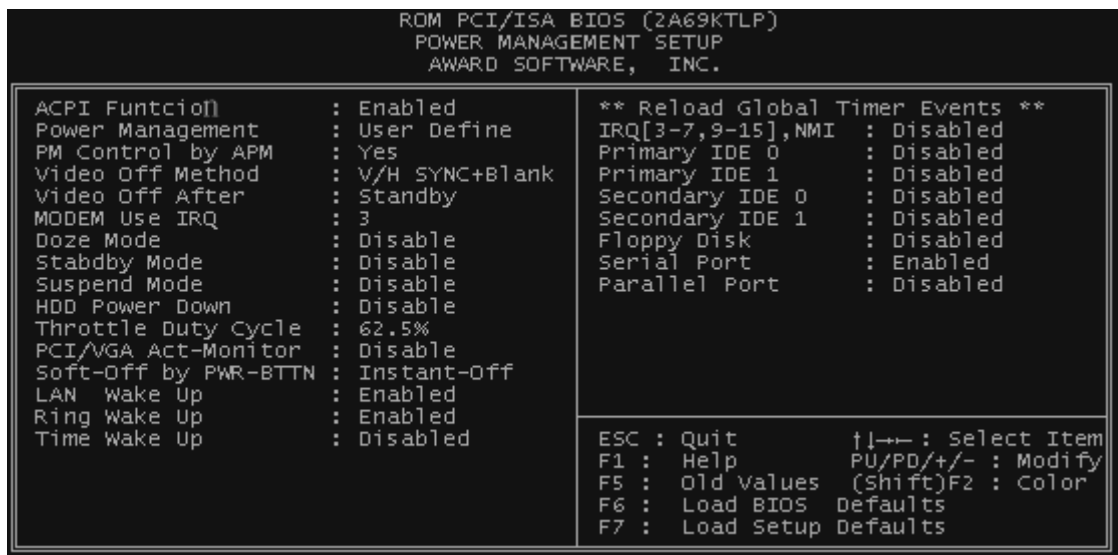 ROM PCI/ISA BIOS (2A69KTLP)
POWER MANAGEMENT SETUP
AWARD SOFTWARE, INC.
ACPI Funtcion : Enabled
Power Management : User Define
PM Control by APM : Yes
Video Off Method : V/H SYNC+Blank
Video Off After : Standby
MODEM Use IRQ : 3
Doze Mode : Disable
Stabdby Mode : Disable
Suspend Mode : Disable
HDD Power Down : Disable
Throttle Duty Cycle : 62.5%
PCI/VGA Act-Monitor : Disable
Soft-Off by PWR-BTTN : Instant-Off
LAN Wake Up : Enabled
Ring Wake Up : Enabled
Time Wake Up : Disabled
** Reload Global Timer Events **
IRQ[3-7,9-15],NMI : Disabled
Primary IDE 0 : Disabled
Primary IDE 1 : Disabled
Secondary IDE 0 : Disabled
Secondary IDE 1 : Disabled
Floppy Disk : Disabled
Serial Port : Enabled
Parallel Port : Disabled
ESC : Quit ↑↓→← : Select Item
F1 : Help PU/PD/+/- : Modify
F5 : Old Values (Shift)F2 : Color
F6 : Load BIOS Defaults
F7 : Load Setup Defaults